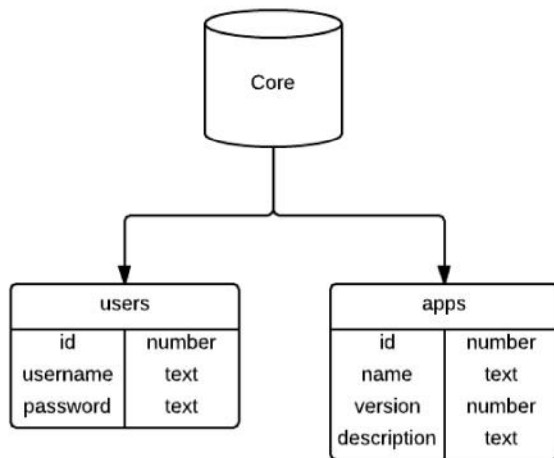 Core
users
id number
username text
password text
apps
id number
name text
version number
description text